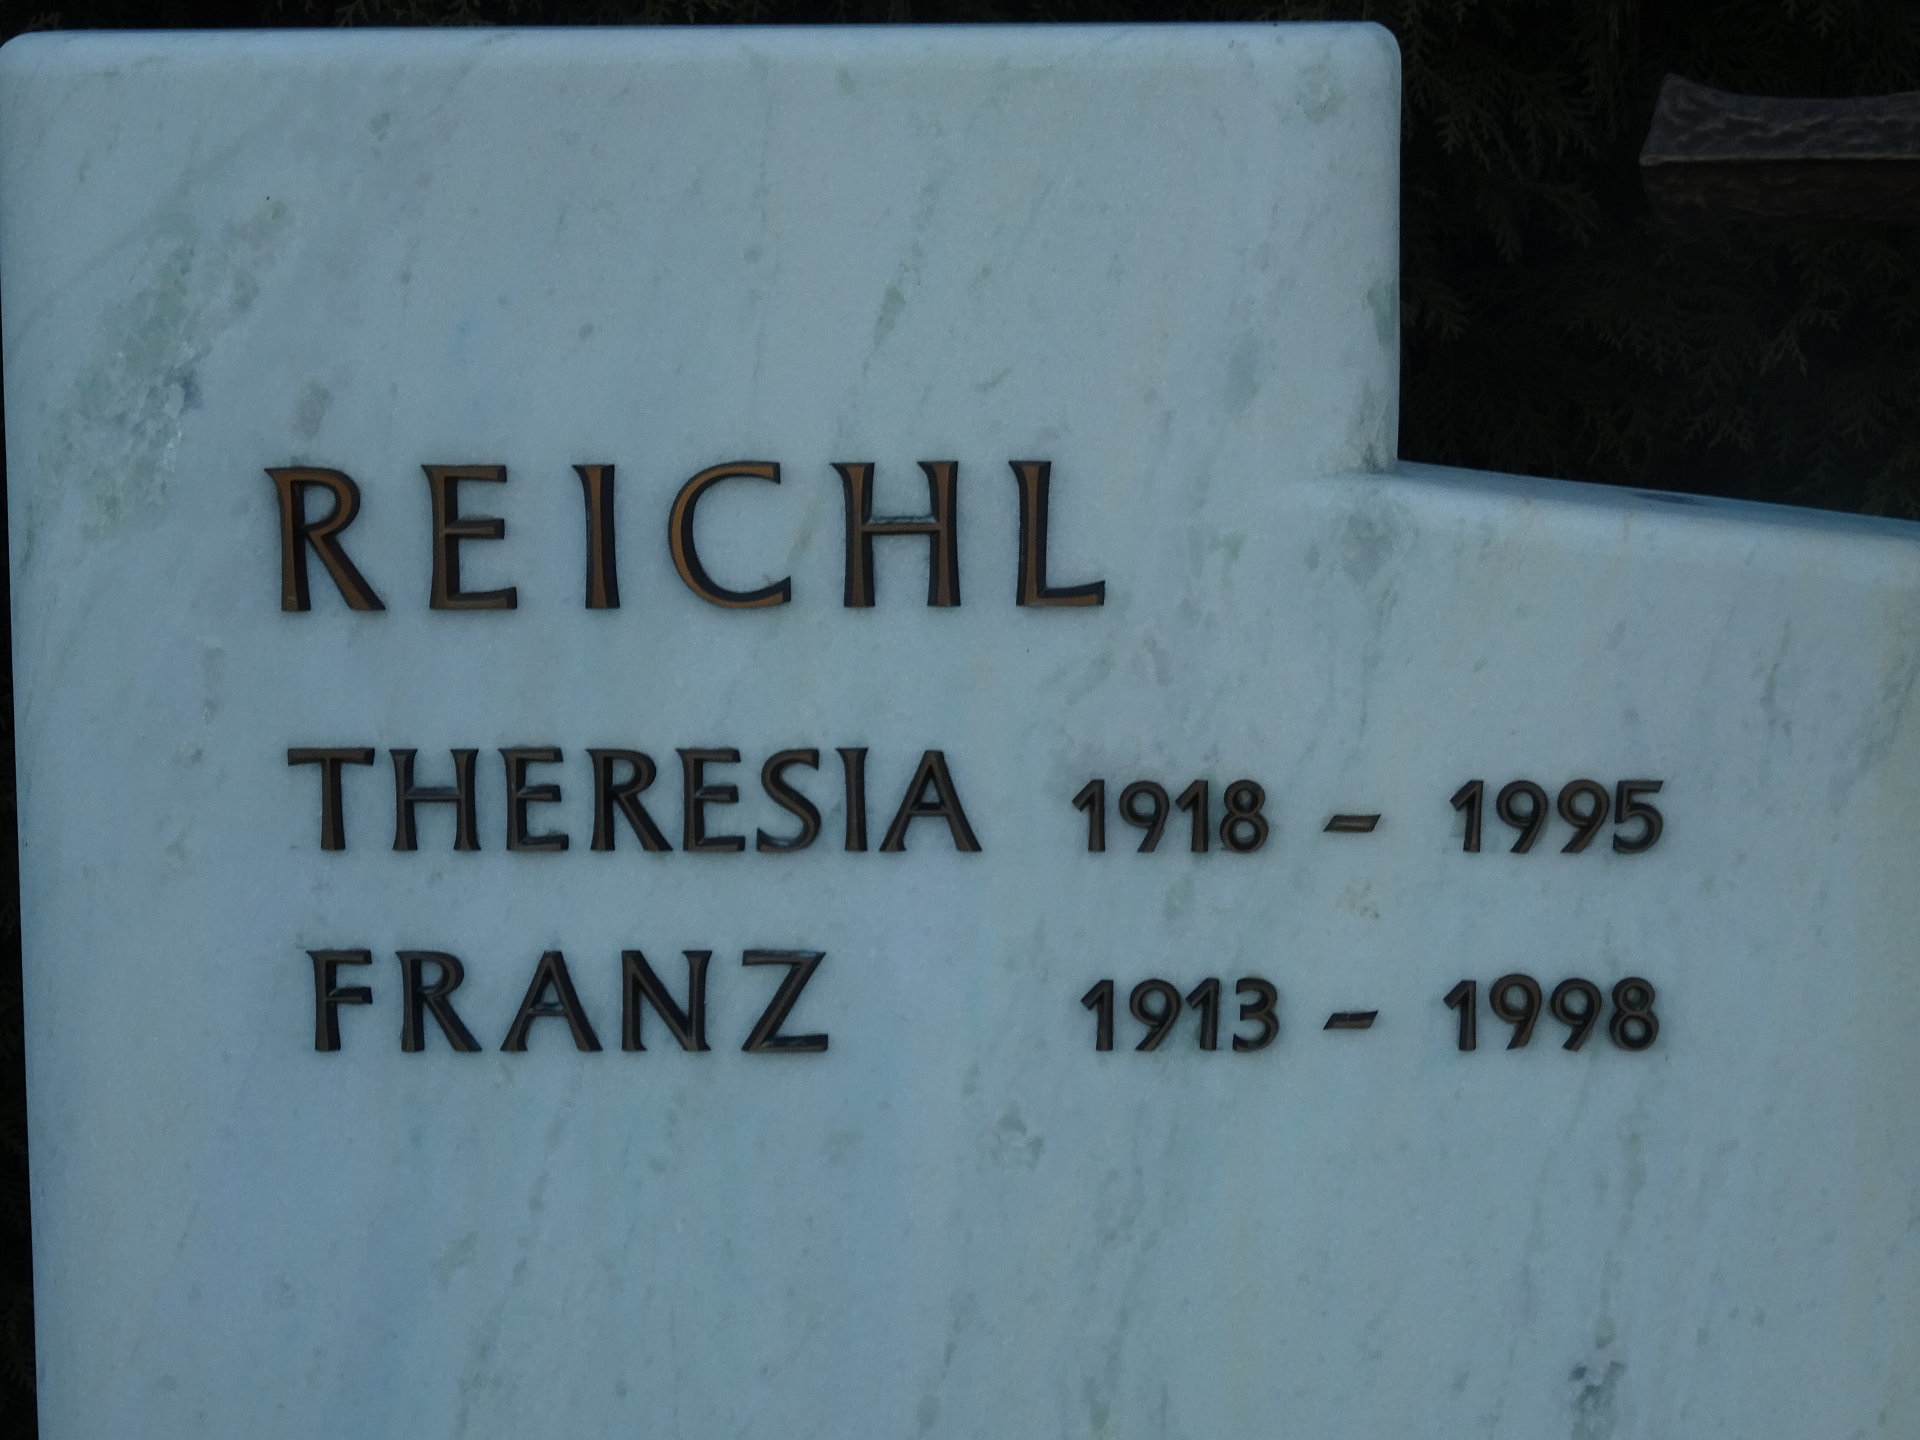 REICHL
THERESIA 1918 - 1995
FRANZ 1913 - 1998